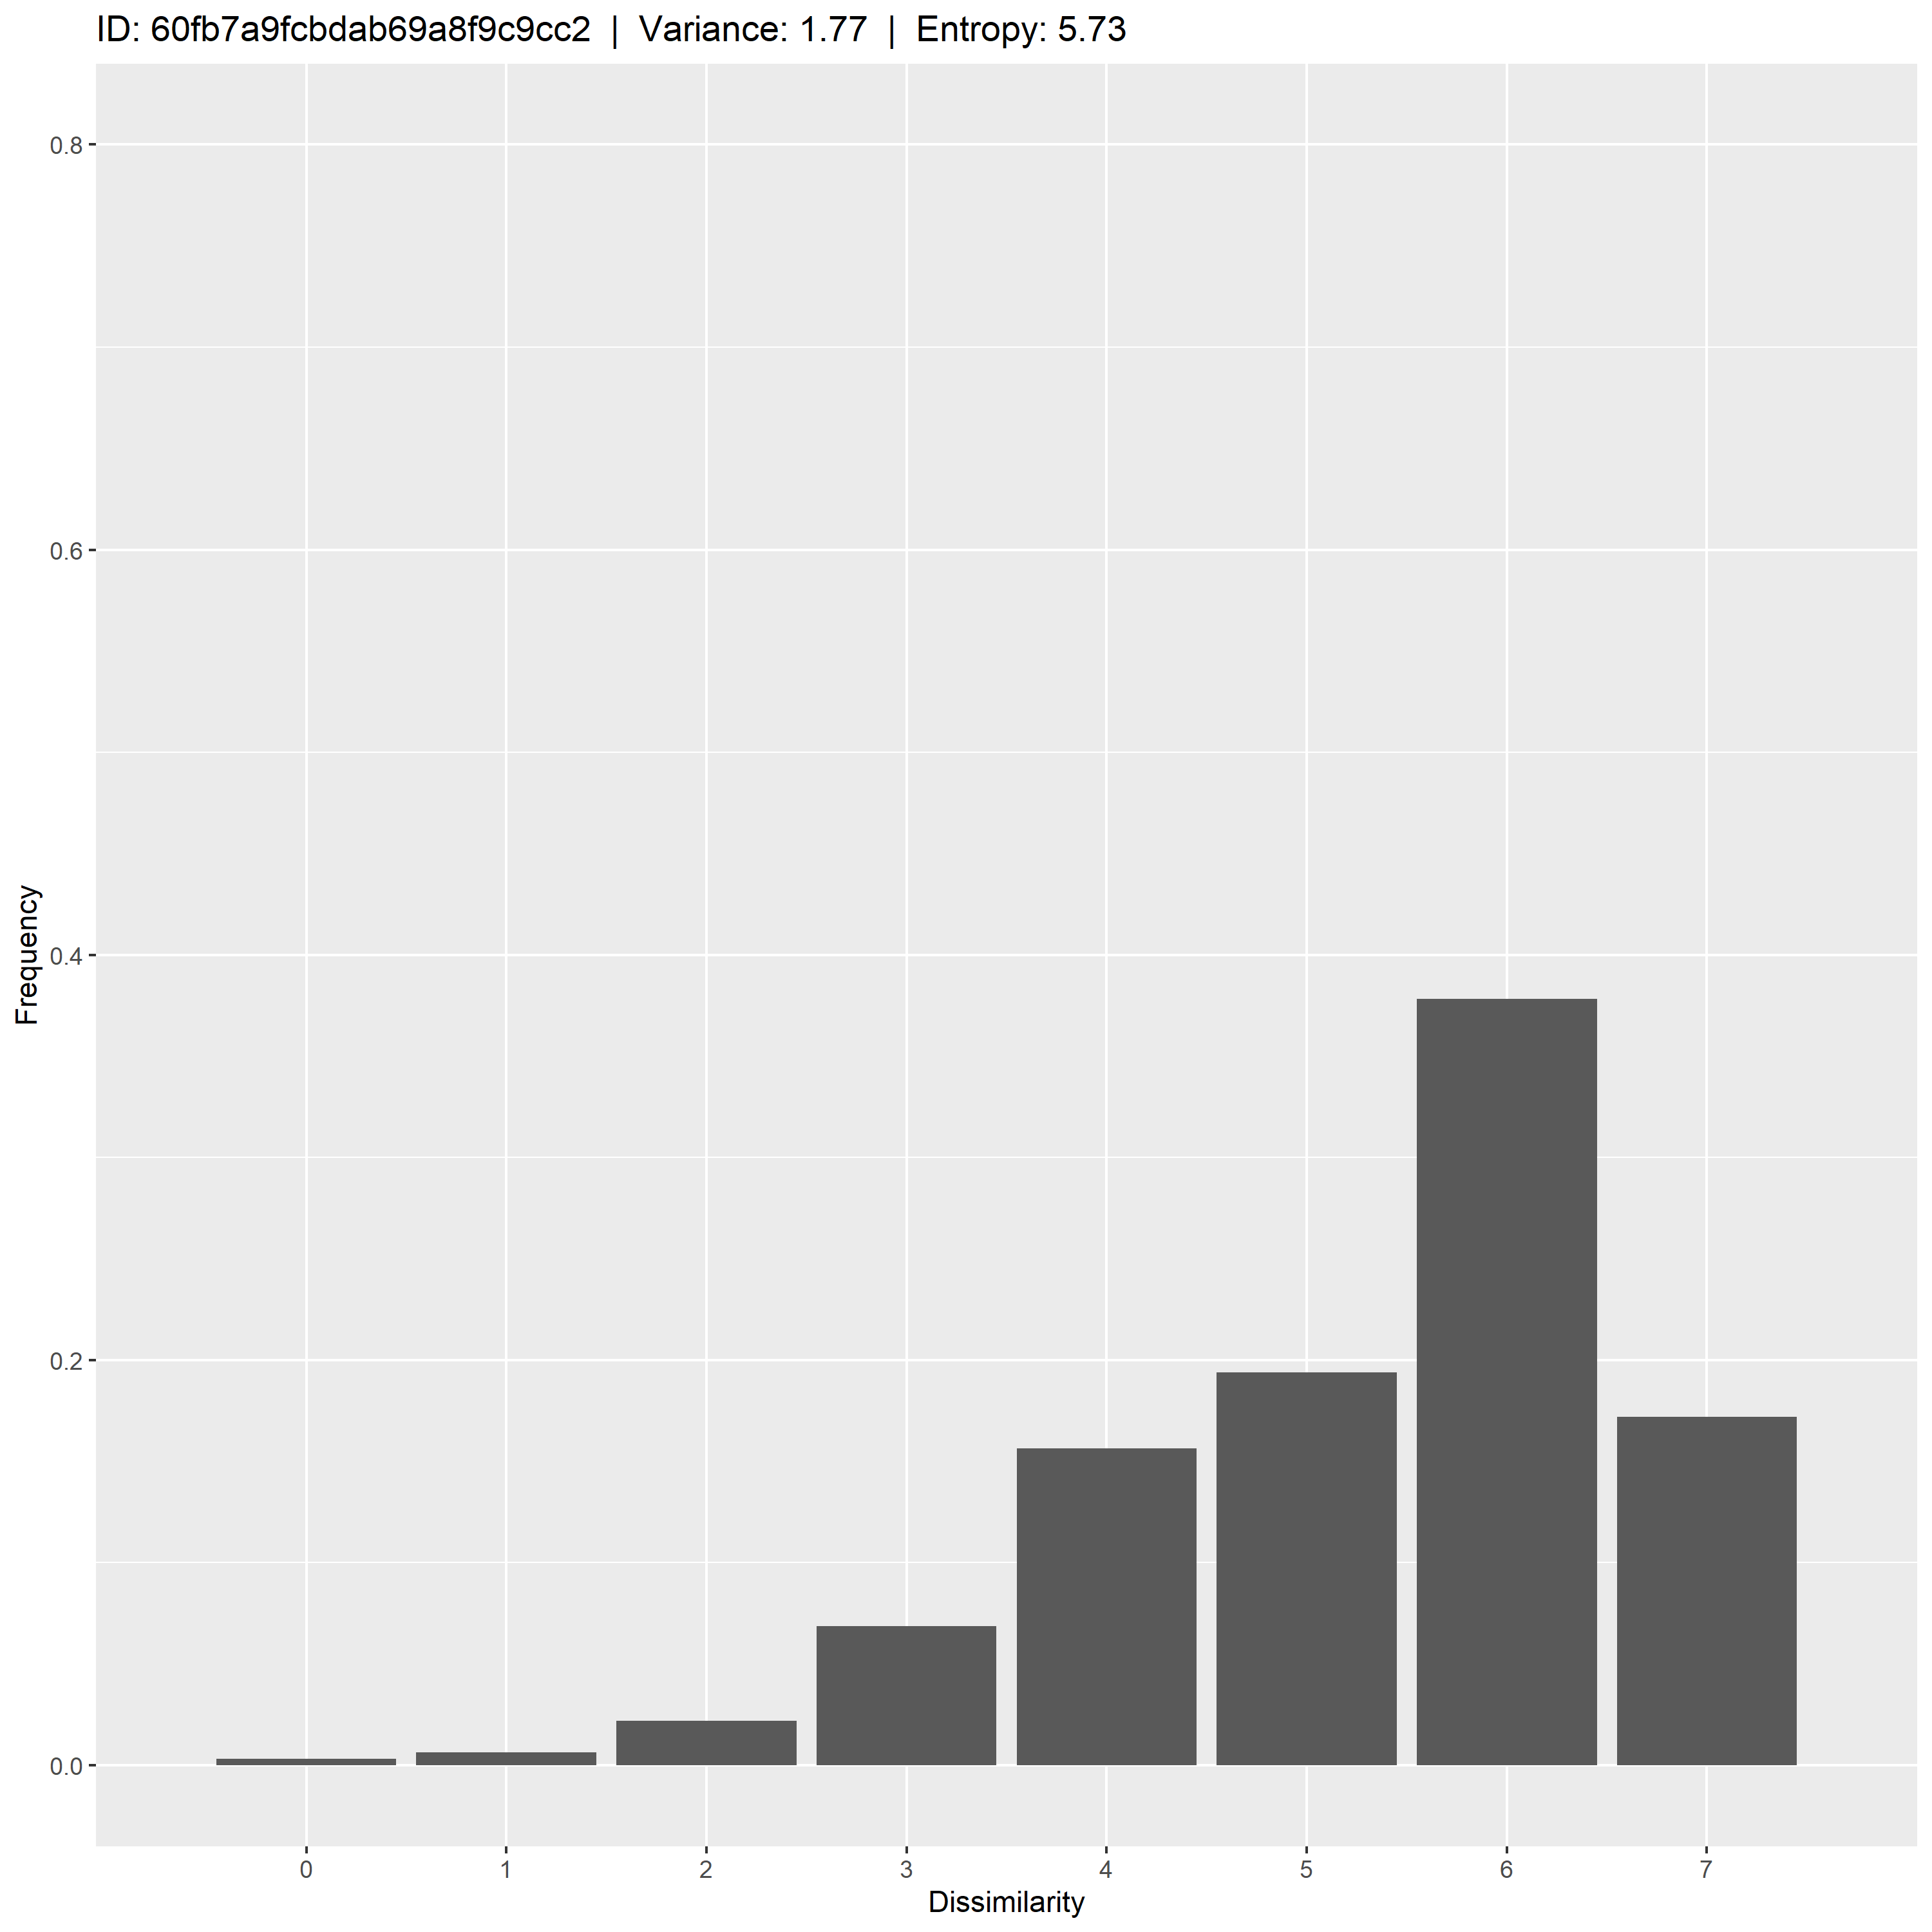 ID: 60fb7a9fcbdab69a8f9c9cc2 | Variance: 1.77 | Entropy: 5.73
0.8
0.6
0.4
0.2
0.0
Frequency
0 1 2 3 4 5 6 7
Dissimilarity